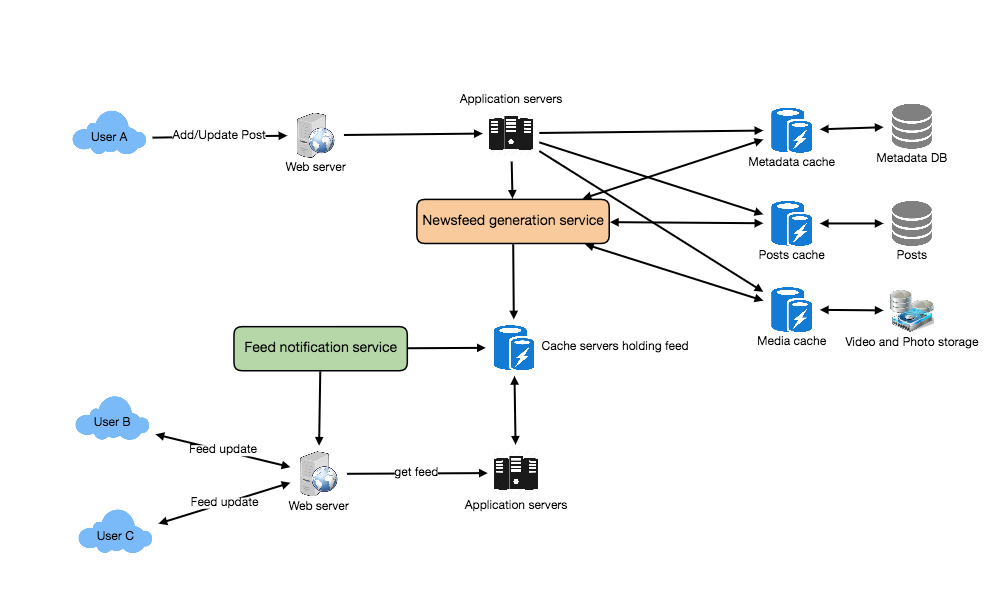 Application servers
User A
Add/Update Post
Web server
Metadata cache
Metadata DB
Newsfeed generation service
Posts cache
Posts
Media cache
Video and Photo storage
Feed notification service
Cache servers holding feed
User B
Feed update
get feed
Feed update
Web server
Application servers
User C